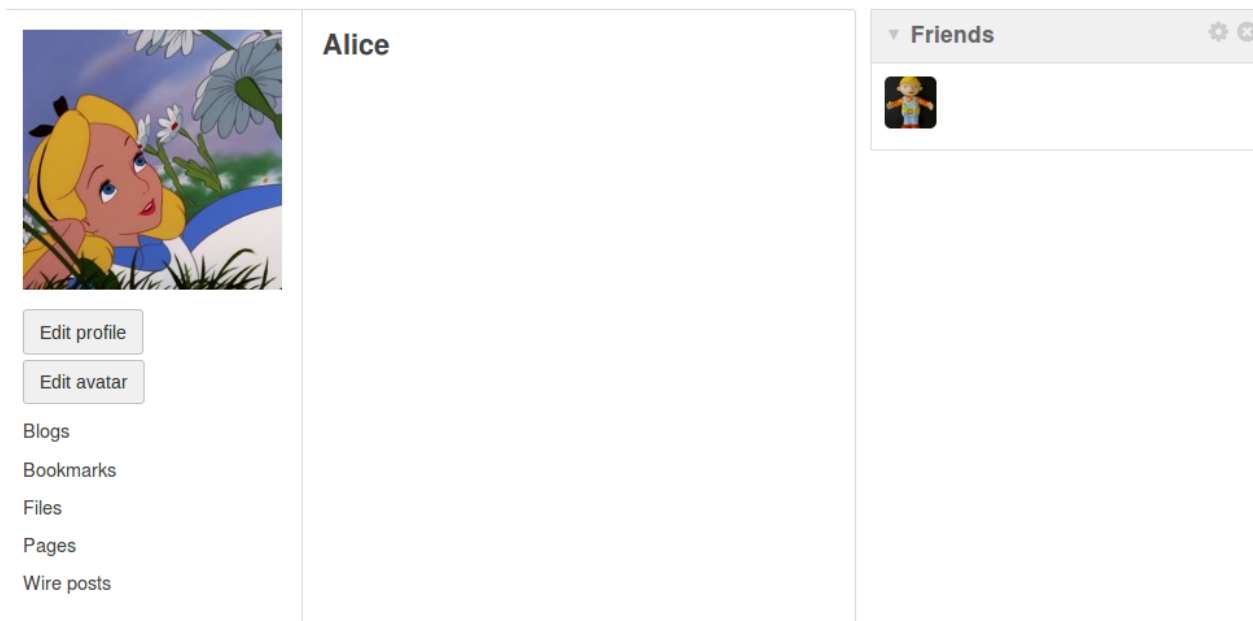 Alice
Friends
Edit profile
Edit avatar
Blogs
Bookmarks
Files
Pages
Wire posts